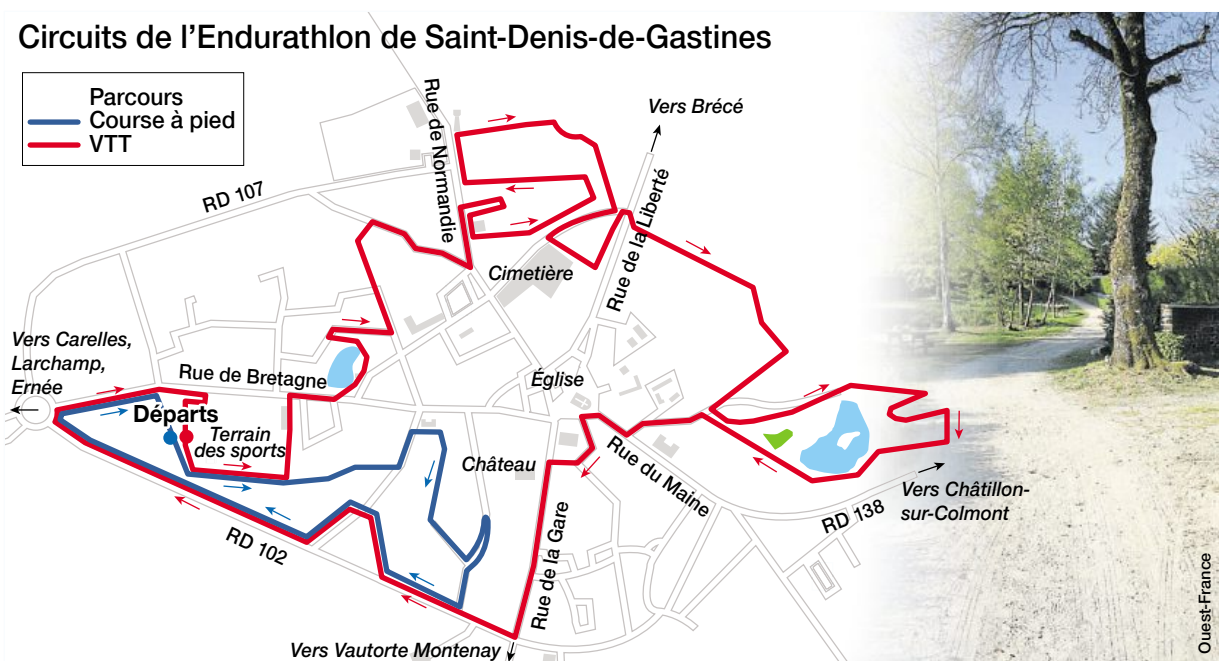 Circuits de l'Endurathlon de Saint-Denis-de-Gastines
Parcours
Course à pied
VTT
Rue de Normandie
Vers Brécé
RD 107
Rue de la Liberté
Cimetière
Vers Carelles,
Larchamp,
Ernée
Rue de Bretagne
Église
Départs
Terrain
des sports
Château
Rue du Maine
Vers Châtillon-
sur-Colmont
RD 138
RD 102
Rue de la Gare
Vers Vautorte Montenay
Ouest-France